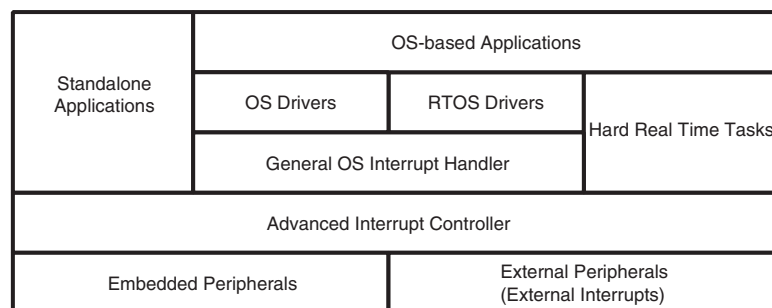 OS-based Applications
Standalone
Applications
OS Drivers
RTOS Drivers
Hard Real Time Tasks
General OS Interrupt Handler
Advanced Interrupt Controller
Embedded Peripherals
External Peripherals
(External Interrupts)